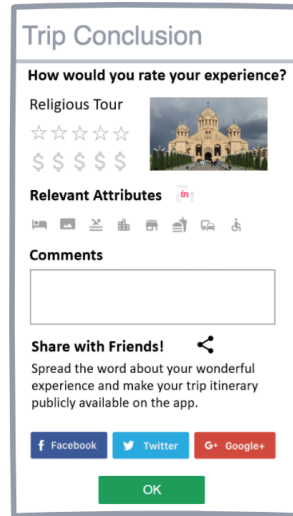 Trip Conclusion
How would you rate your experience?
Religious Tour
$ $ $ $ $
Relevant Attributes
in
Comments
Share with Friends!
Spread the word about your wonderful
experience and make your trip itinerary
publicly available on the app.
f Facebook Twitter G+ Google+
OK